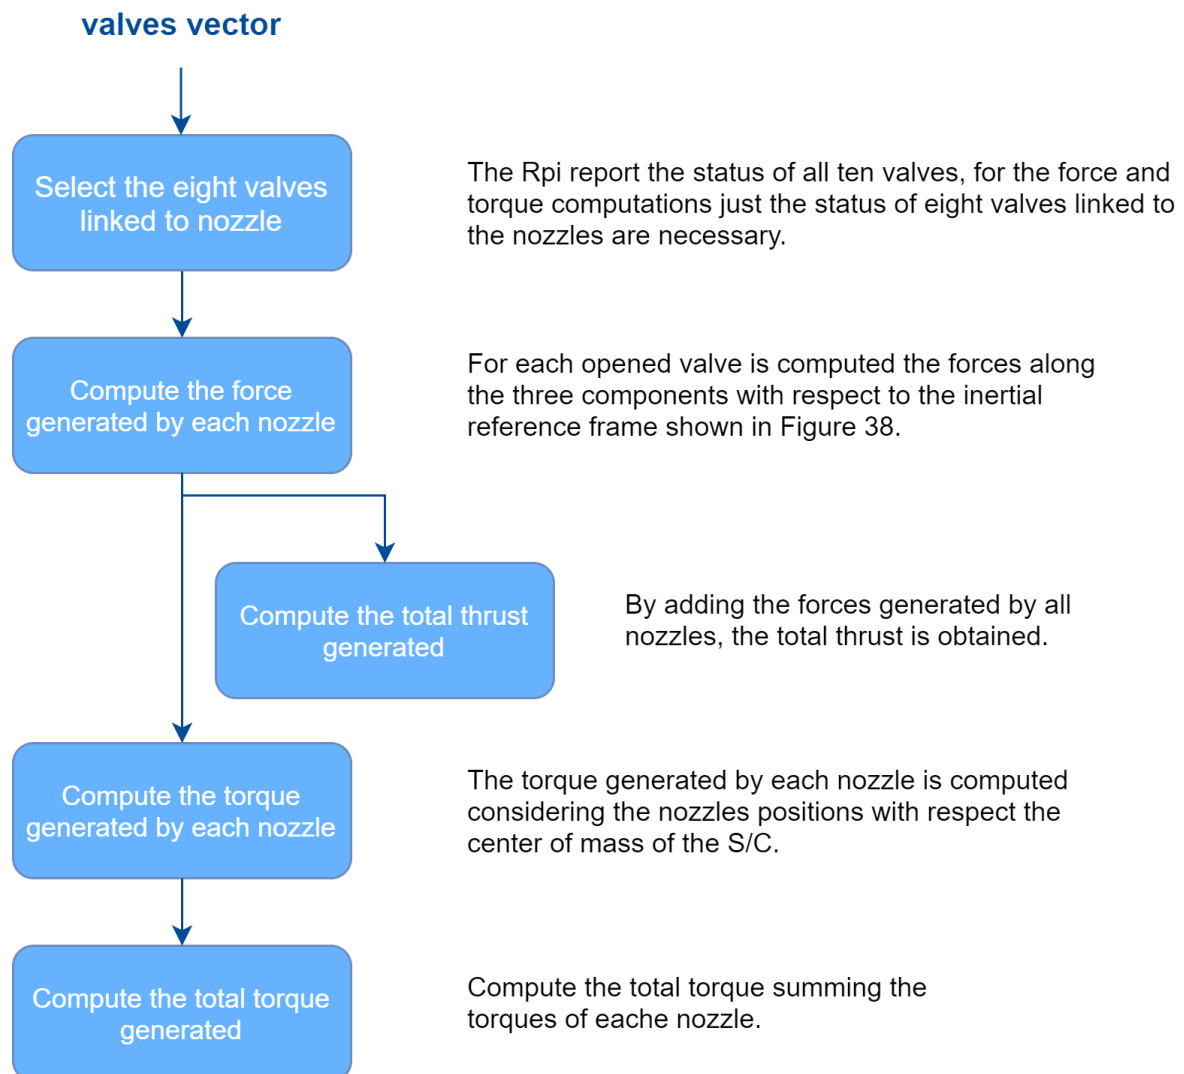 valves vector
Select the eight valves
linked to nozzle
The Rpi report the status of all ten valves, for the force and
torque computations just the status of eight valves linked to
the nozzles are necessary.
Compute the force
generated by each nozzle
For each opened valve is computed the forces along
the three components with respect to the inertial
reference frame shown in Figure 38.
Compute the total thrust
generated
By adding the forces generated by all
nozzles, the total thrust is obtained.
Compute the torque
generated by each nozzle
The torque generated by each nozzle is computed
considering the nozzles positions with respect the
center of mass of the S/C.
Compute the total torque
generated
Compute the total torque summing the
torques of eache nozzle.